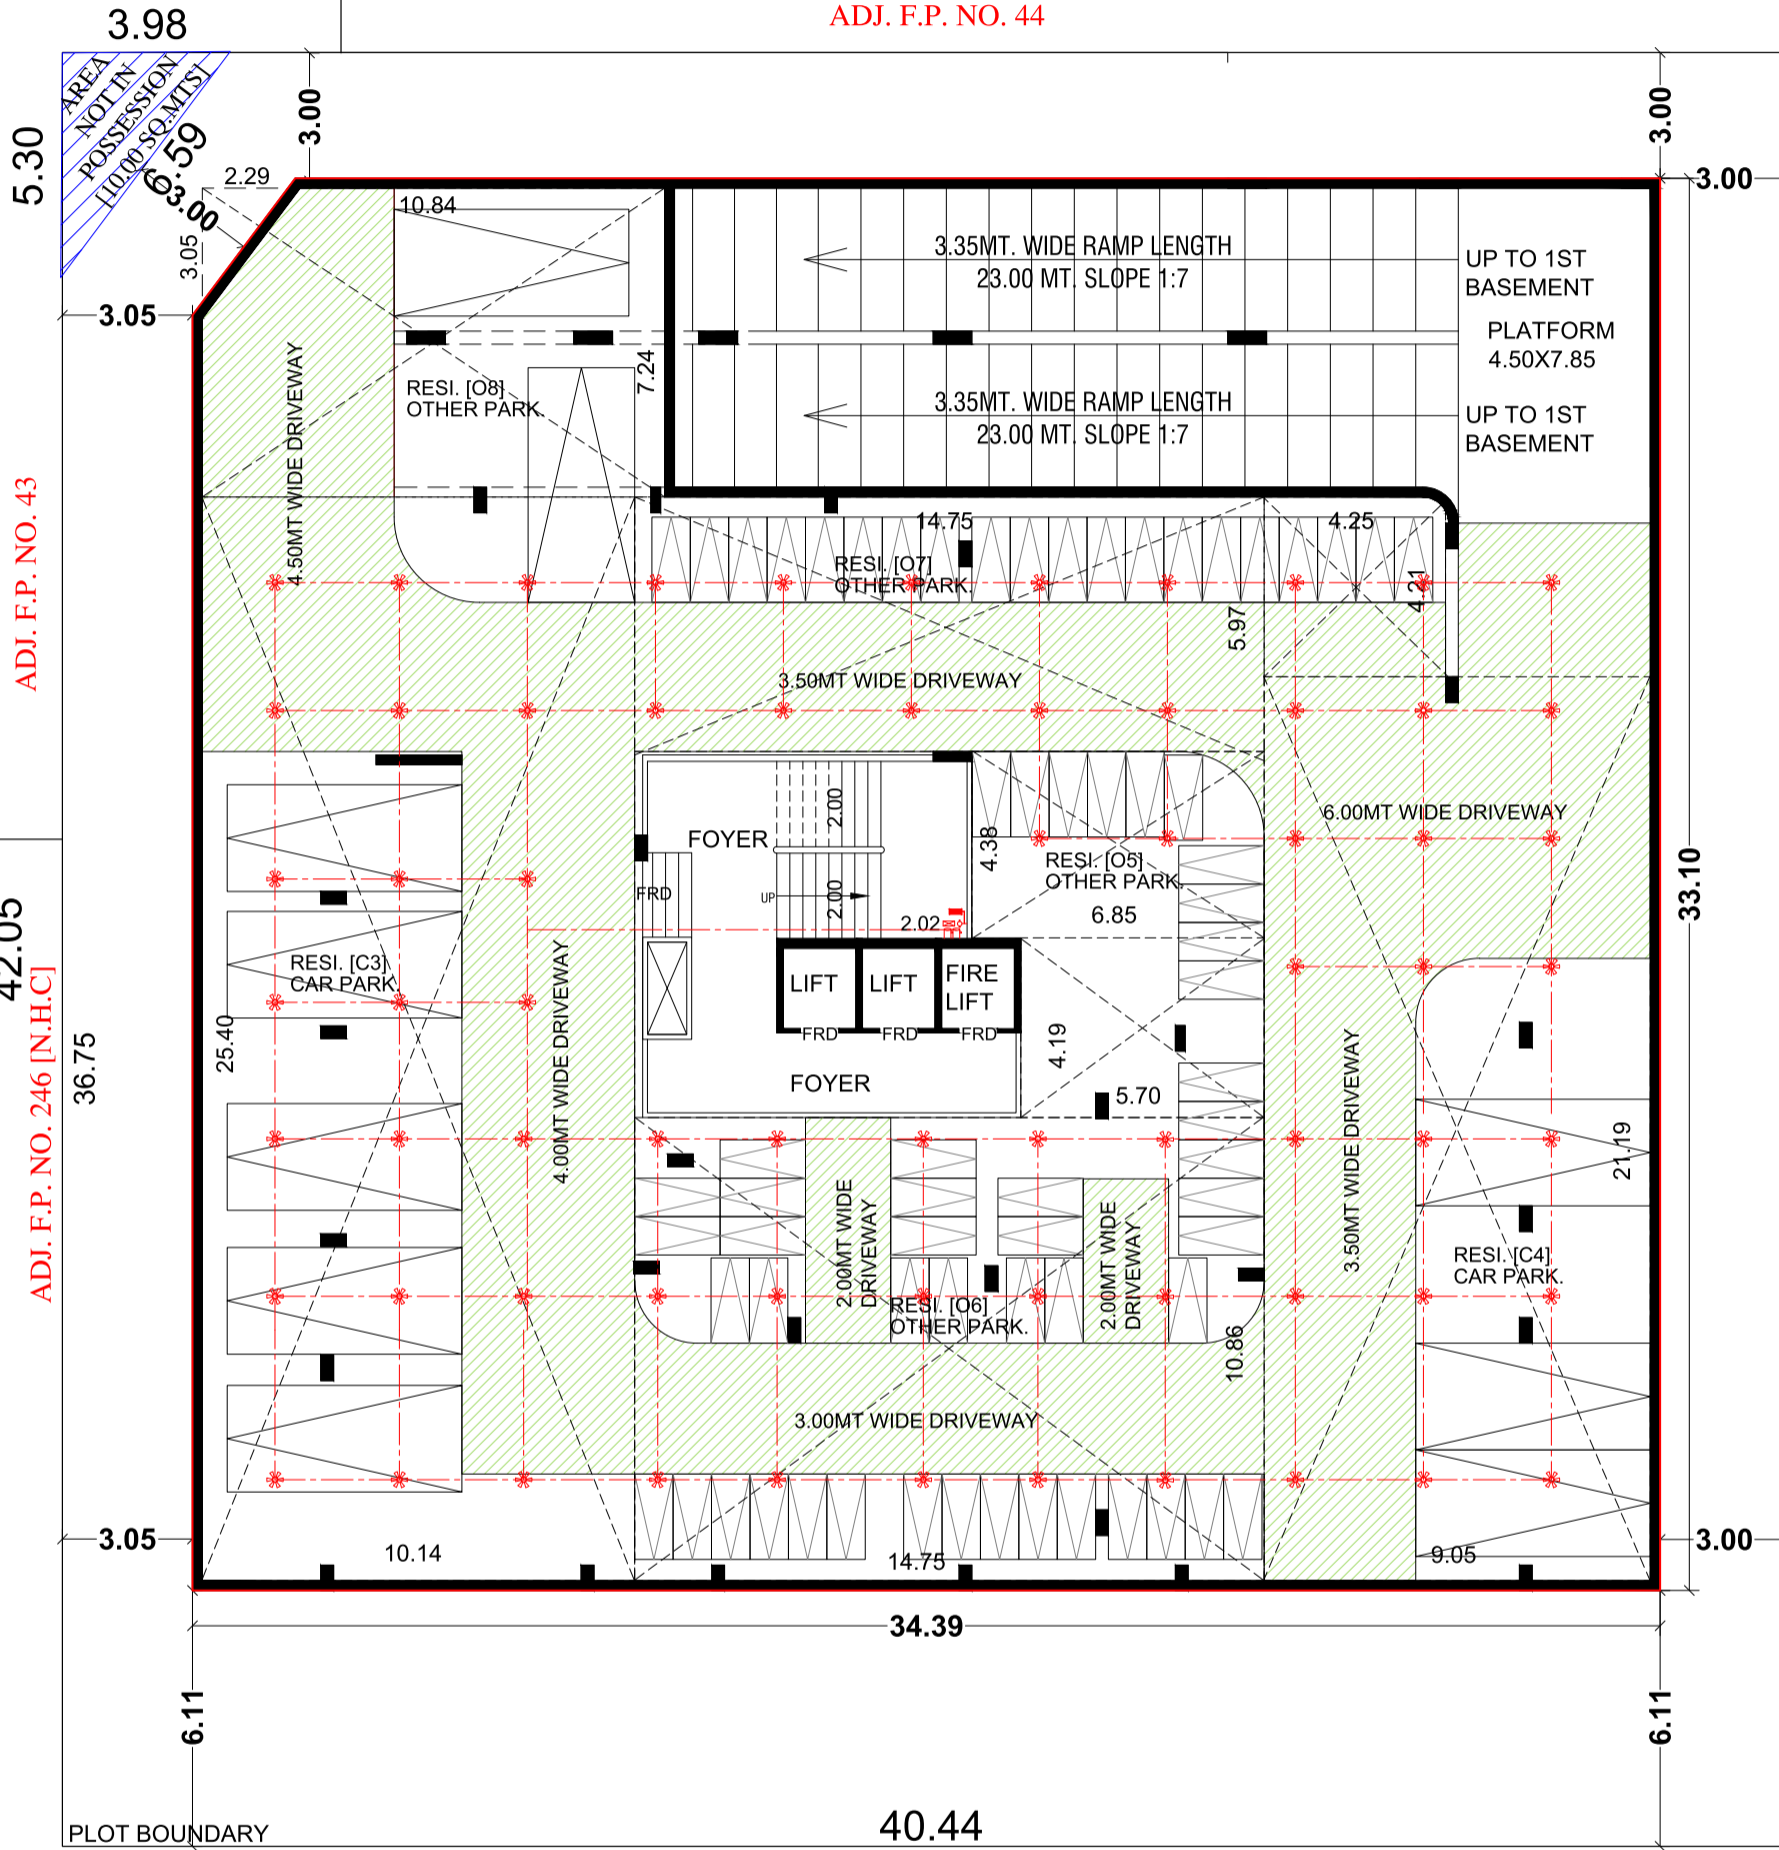 ADJ. F.P. NO. 44
3.98
AREA
NOT IN
POSSESSION
[10.00 SQ.MTS]
5.30
6.59
3.00
3.00
3.00
3.00
2.29
3.05
3.05
10.84
3.35MT. WIDE RAMP LENGTH
23.00 MT. SLOPE 1:7
UP TO 1ST
BASEMENT
PLATFORM
4.50X7.85
3.35MT. WIDE RAMP LENGTH
23.00 MT. SLOPE 1:7
UP TO 1ST
BASEMENT
7.24
RESI. [O8]
OTHER PARK.
4.50MT WIDE DRIVEWAY
ADJ. F.P. NO. 43
14.75
4.25
RESI. [O7]
OTHER PARK.
4.21
5.97
3.50MT WIDE DRIVEWAY
6.00MT WIDE DRIVEWAY
FOYER
2.00
2.00
UP
FRD
4.38
RESI. [O5]
OTHER PARK.
6.85
2.02
33.10
42.05
ADJ. F.P. NO. 246 [N.H.C]
36.75
RESI. [C3]
CAR PARK.
25.40
4.00MT WIDE DRIVEWAY
LIFT
LIFT
FIRE
LIFT
FRD
FRD
FRD
FOYER
4.19
5.70
3.50MT WIDE DRIVEWAY
21.19
2.00MT WIDE
DRIVEWAY
2.00MT WIDE
DRIVEWAY
RESI. [C4]
CAR PARK.
RESI. [O6]
OTHER PARK.
10.86
3.00MT WIDE DRIVEWAY
3.05
10.14
14.75
9.05
3.00
34.39
6.11
6.11
40.44
PLOT BOUNDARY